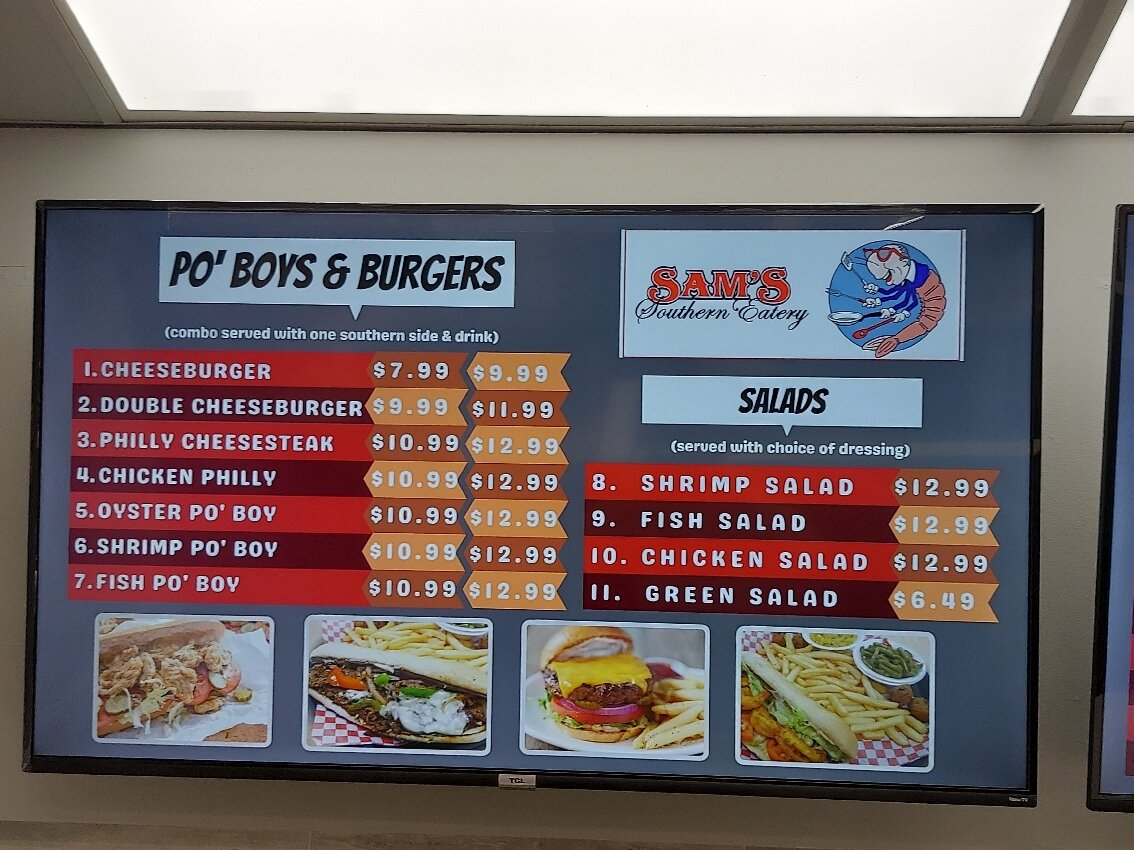 PO' BOYS & BURGERS
(combo served with one southern side & drink)
1. CHEESEBURGER $7.99 $9.99
2. DOUBLE CHEESEBURGER $9.99 $11.99
3. PHILLY CHEESESTEAK $10.99 $12.99
4. CHICKEN PHILLY $10.99 $12.99
5. OYSTER PO' BOY $10.99 $12.99
6. SHRIMP PO' BOY $10.99 $12.99
7. FISH PO' BOY $10.99 $12.99
SAM'S
Southern Eatery
SALADS
(served with choice of dressing)
8. SHRIMP SALAD $12.99
9. FISH SALAD $12.99
10. CHICKEN SALAD $12.99
11. GREEN SALAD $6.49
TCL
Roku TV